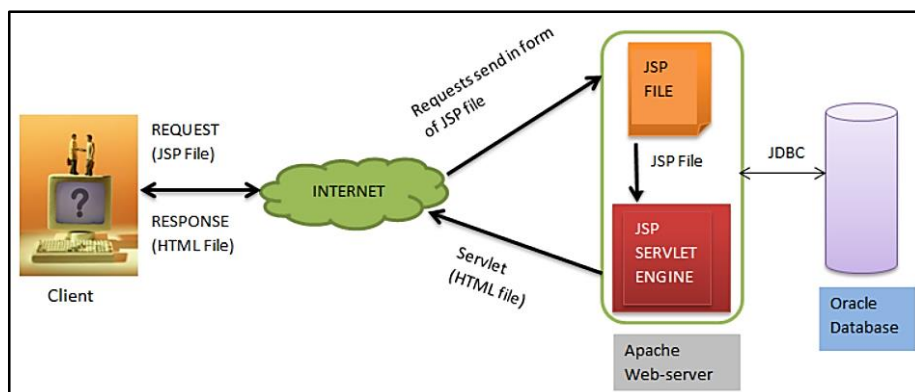 REQUEST
(JSP File)
RESPONSE
(HTML File)
Client
INTERNET
Requests send in form
of JSP file
Servlet
(HTML file)
JSP
FILE
JSP File
JSP
SERVLET
ENGINE
Apache
Web-server
JDBC
Oracle
Database
?